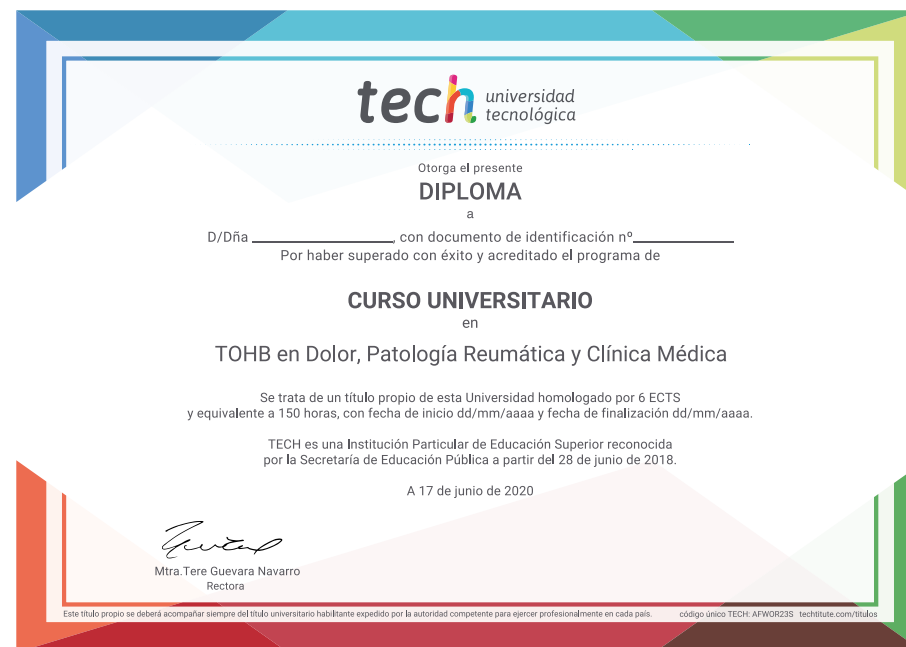 tech universidad
tecnológica
Otorga el presente
DIPLOMA
a
D/Dña ____________________, con documento de identificación nº______________
Por haber superado con éxito y acreditado el programa de
CURSO UNIVERSITARIO
en
TOHB en Dolor, Patología Reumática y Clínica Médica
Se trata de un título propio de esta Universidad homologado por 6 ECTS
y equivalente a 150 horas, con fecha de inicio dd/mm/aaaa y fecha de finalización dd/mm/aaaa.
TECH es una Institución Particular de Educación Superior reconocida
por la Secretaría de Educación Pública a partir del 28 de junio de 2018.
A 17 de junio de 2020
Mtra.Tere Guevara Navarro
Rectora
Este título propio se deberá acompañar siempre del título universitario habilitante expedido por la autoridad competente para ejercer profesionalmente en cada país. código único TECH: AFWOR23S techtitute.com/títulos